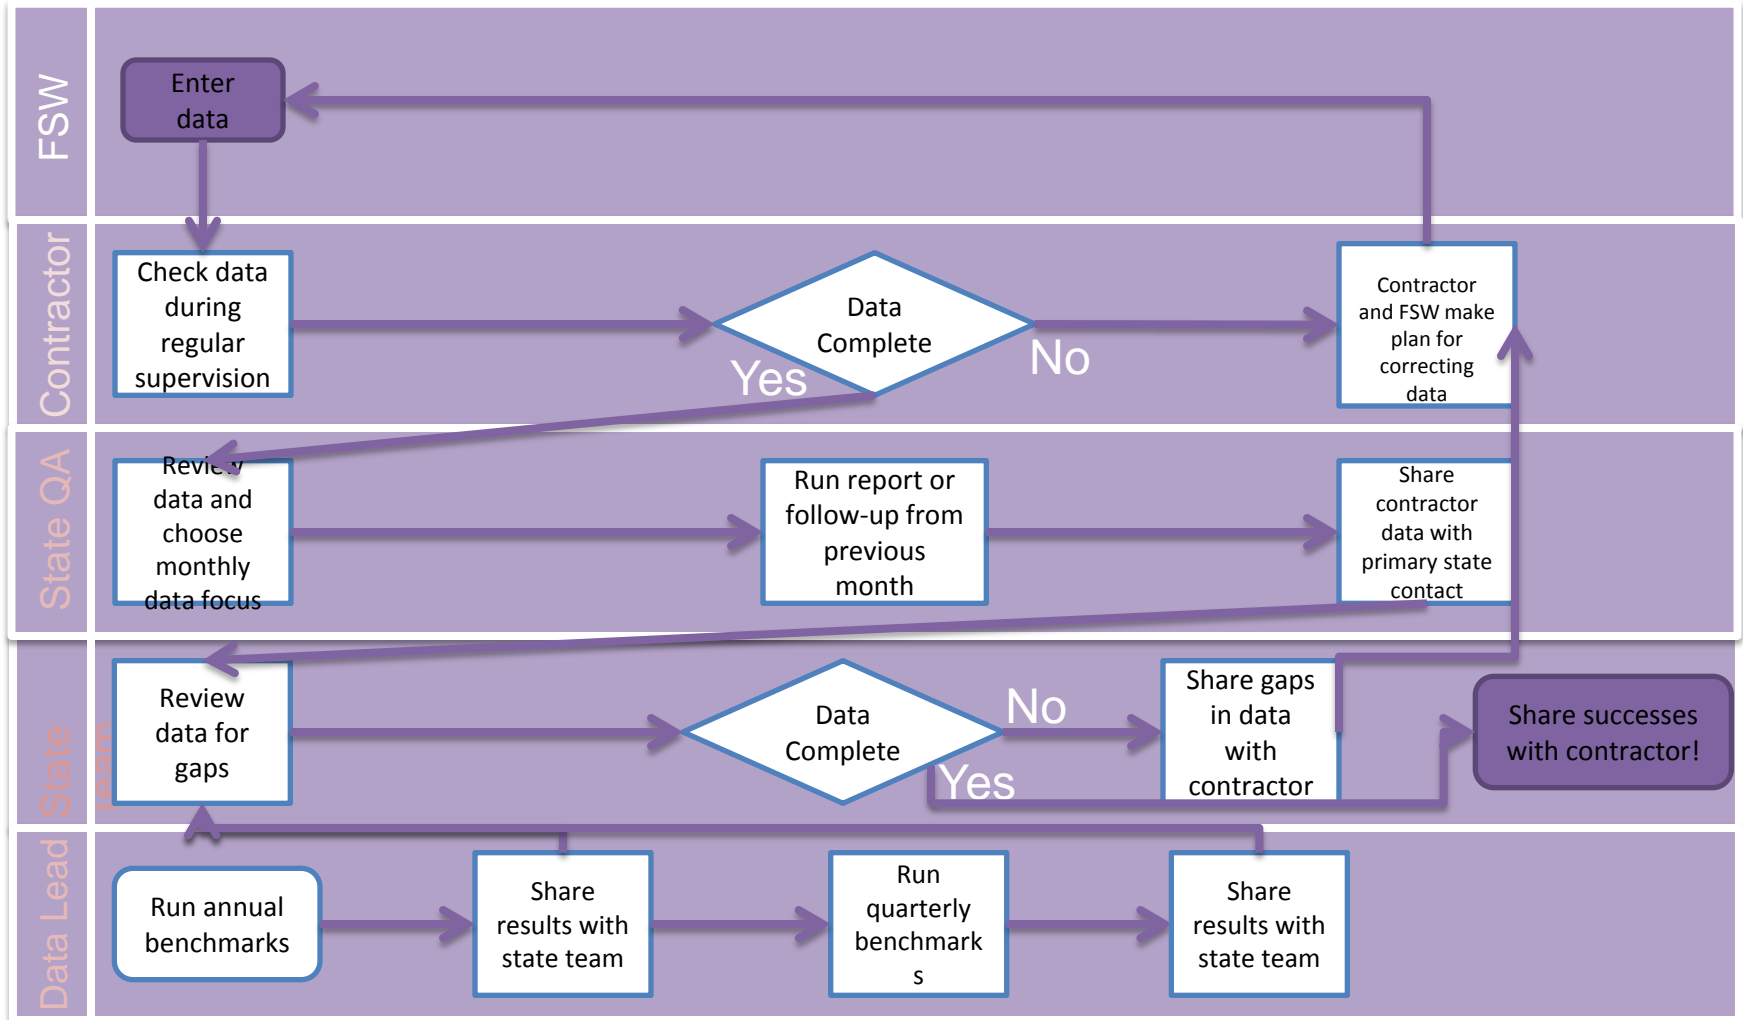 FSW
Enter
data
Contractor
Check data
during
regular
supervision
Data
Complete
Yes
No
Contractor
and FSW make
plan for
correcting
data
State QA
Review
data and
choose
monthly
data focus
Run report or
follow-up from
previous
month
Share
contractor
data with
primary state
contact
State
Team
Review
data for
gaps
Data
Complete
No
Yes
Share gaps
in data
with
contractor
Share successes
with contractor!
Data Lead
Run annual
benchmarks
Share
results with
state team
Run
quarterly
benchmark
s
Share
results with
state team